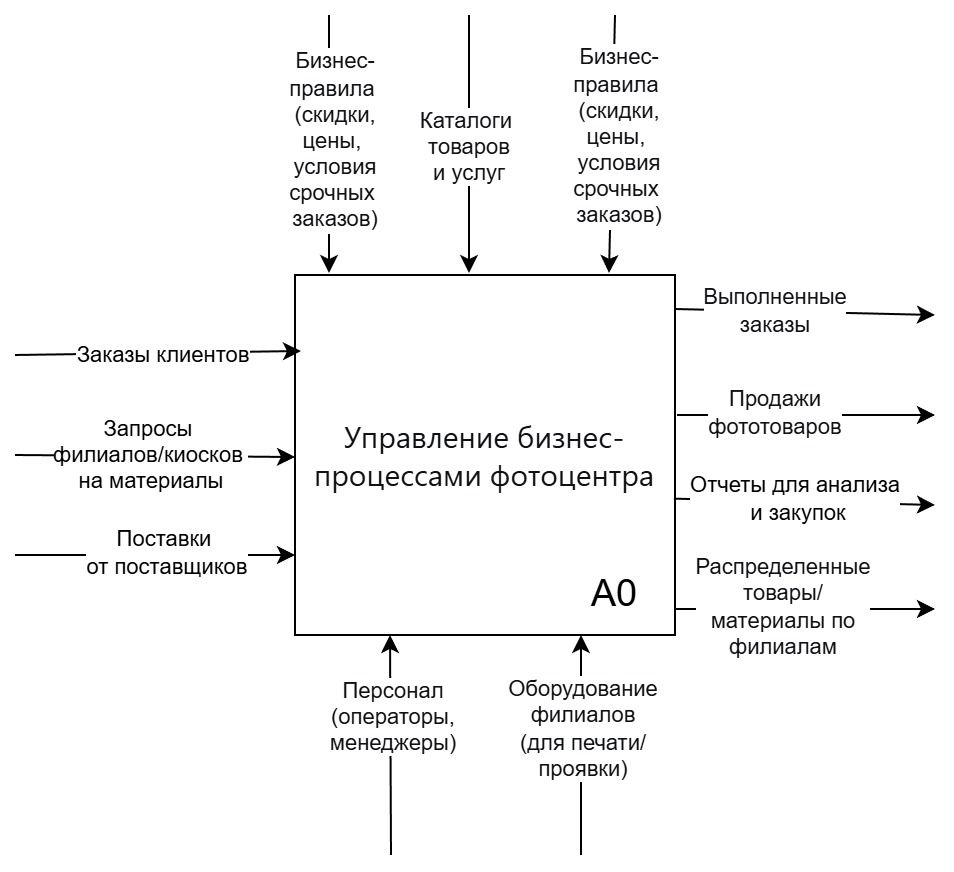 Бизнес-
правила
(скидки,
цены,
условия
срочных
заказов)
Каталоги
товаров
и услуг
Бизнес-
правила
(скидки,
цены,
условия
срочных
заказов)
Заказы клиентов
Запросы
филиалов/киосков
на материалы
Поставки
от поставщиков
Управление бизнес-
процессами фотоцентра
А0
Выполненные
заказы
Продажи
фототоваров
Отчеты для анализа
и закупок
Распределенные
товары/
материалы по
филиалам
Персонал
(операторы,
менеджеры)
Оборудование
филиалов
(для печати/
проявки)